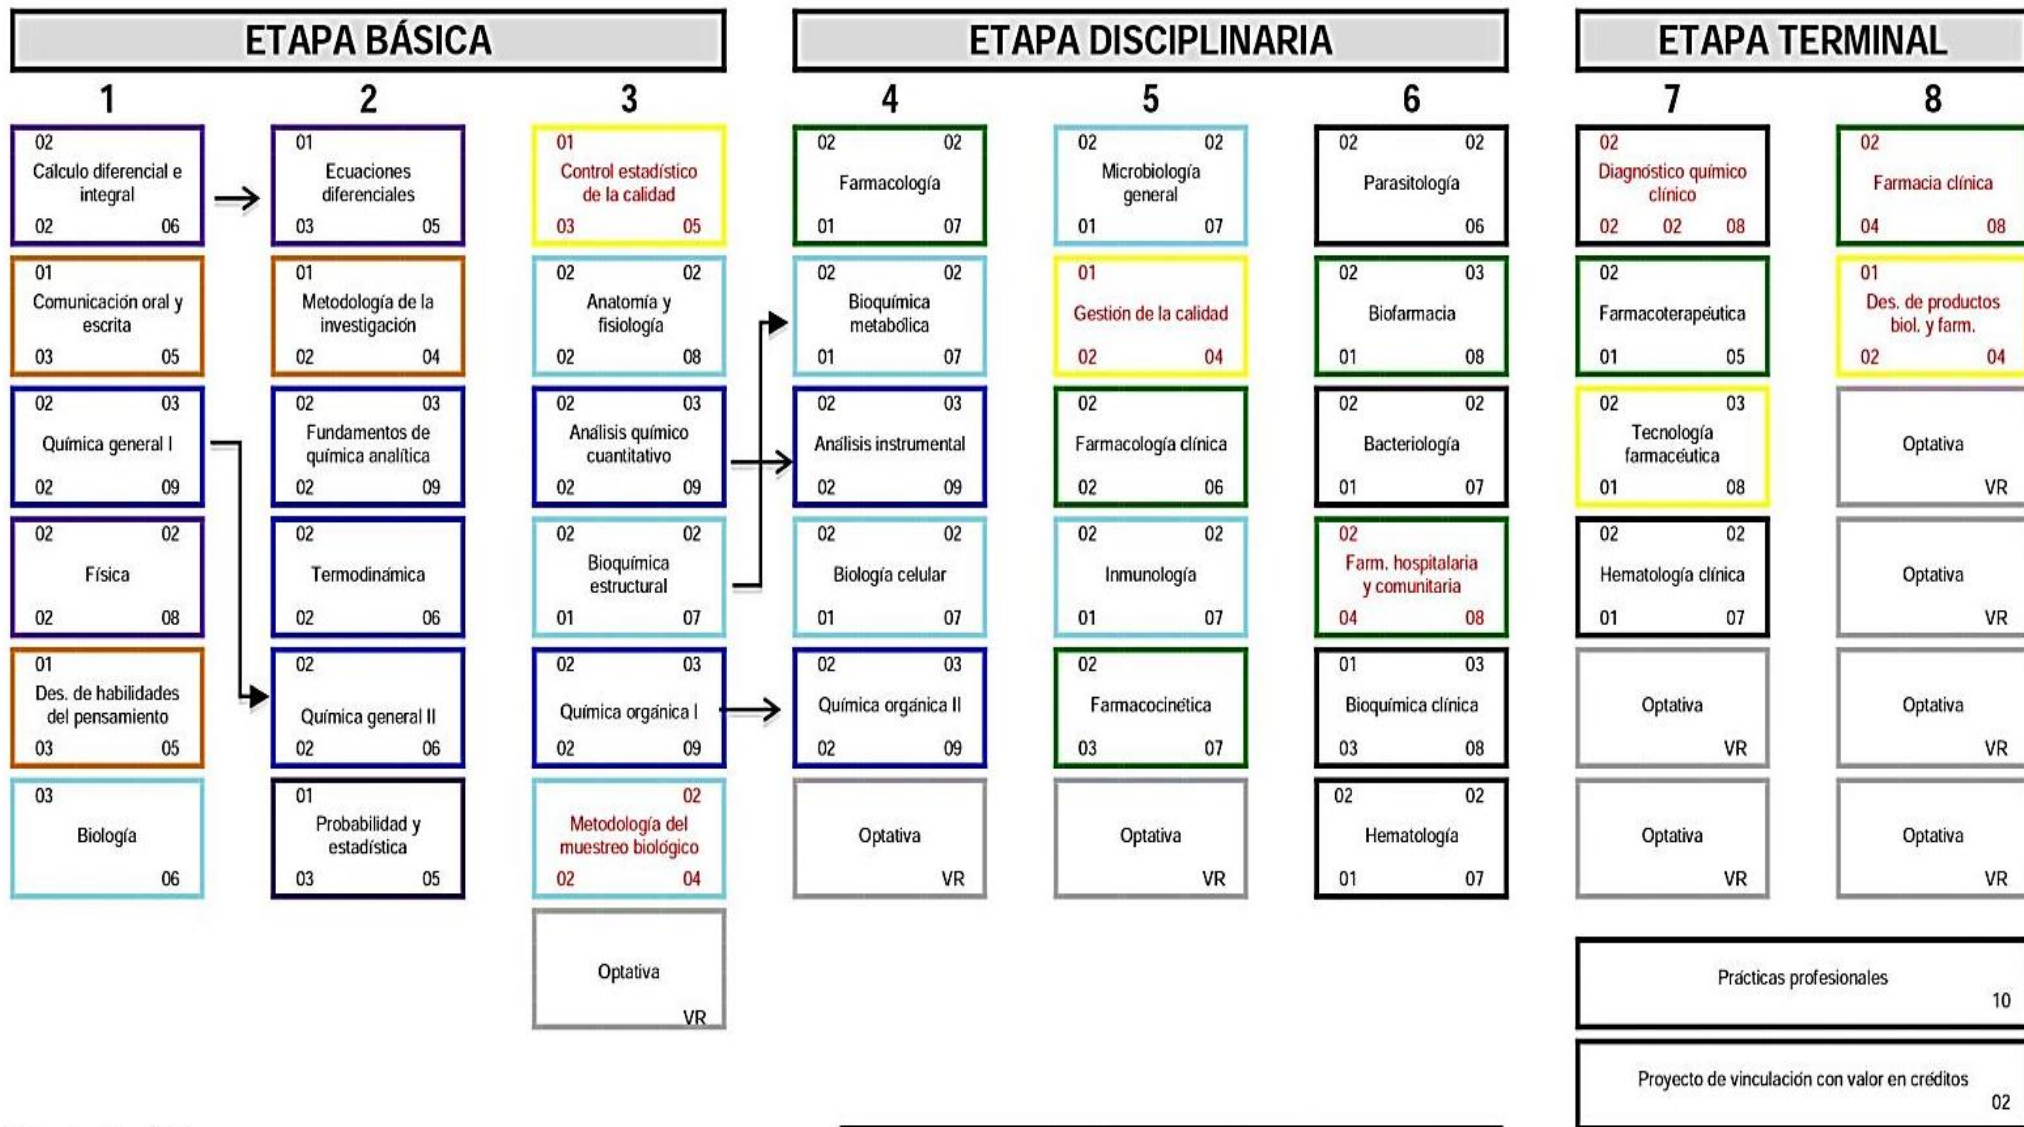 ETAPA BÁSICA
ETAPA DISCIPLINARIA
ETAPA TERMINAL
1
2
3
4
5
6
7
8
02
Cálculo diferencial e
integral
02 06
01
Comunicación oral y
escrita
03 05
02 03
Química general I
02 09
02 02
Física
02 08
01
Des. de habilidades
del pensamiento
03 05
03
Biología
06
01
Ecuaciones
diferenciales
03 05
01
Metodología de la
investigación
02 04
02 03
Fundamentos de
química analítica
02 09
02
Termodinámica
02 06
02
Química general II
02 06
01
Probabilidad y
estadística
03 05
01
Control estadístico
de la calidad
03 05
02 02
Anatomía y
fisiología
02 08
02 03
Análisis químico
cuantitativo
02 09
02 02
Bioquímica
estructural
01 07
02 03
Química orgánica I
02 09
02
Metodología del
muestreo biológico
02 04
Optativa
VR
02 02
Farmacología
01 07
02 02
Bioquímica
metabólica
01 07
02 03
Análisis instrumental
02 09
02 02
Biología celular
01 07
02 03
Química orgánica II
02 09
Optativa
VR
02 02
Microbiología
general
01 07
01
Gestión de la calidad
02 04
02
Farmacología clínica
02 06
02 02
Inmunología
01 07
02
Farmacocinética
03 07
Optativa
VR
02 02
Parasitología
06
02 03
Biofarmacia
01 08
02 02
Bacteriología
01 07
02
Farm. hospitalaria
y comunitaria
04 08
01 03
Bioquímica clínica
03 08
02 02
Hematología
01 07
02
Diagnóstico químico
clínico
02 02 08
02
Farmacoterapéutica
01 05
02 03
Tecnología
farmacéutica
01 08
02 02
Hematología clínica
01 07
Optativa
VR
Optativa
VR
02
Farmacia clínica
04 08
01
Des. de productos
biol. y farm.
02 04
Optativa
VR
Optativa
VR
Optativa
VR
Optativa
VR
Prácticas profesionales
10
Proyecto de vinculación con valor en créditos
02